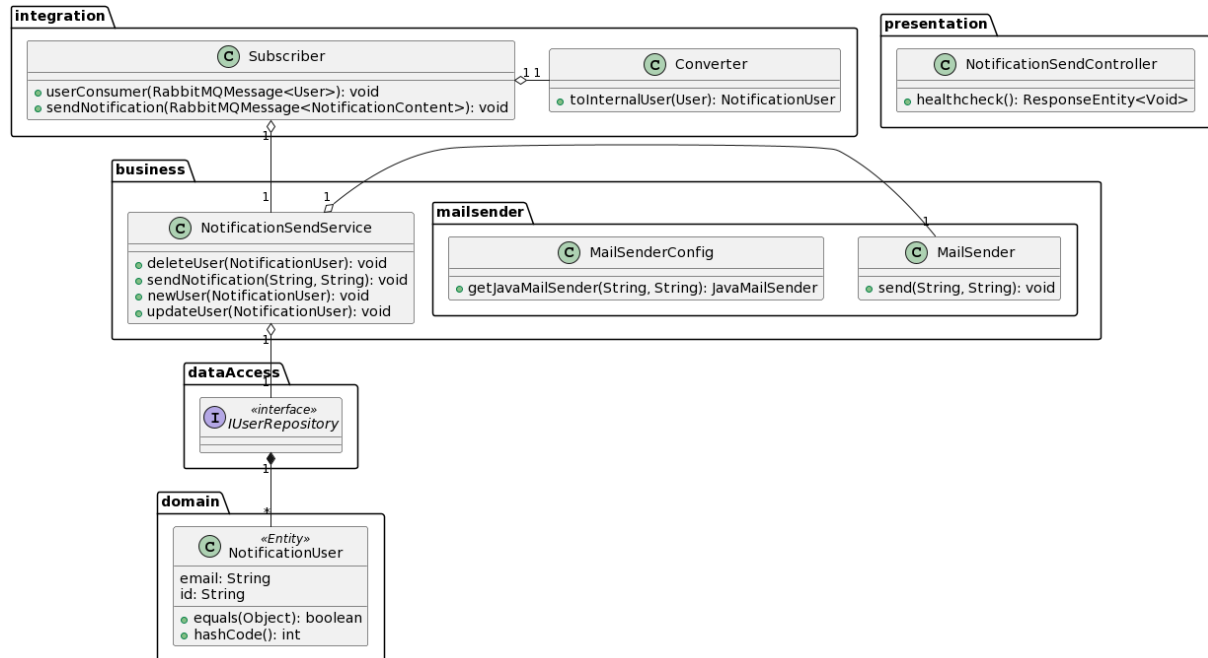 integration
C Subscriber
userConsumer(RabbitMQMessage<User>): void
sendNotification(RabbitMQMessage<NotificationContent>): void
1 1
C Converter
toInternalUser(User): NotificationUser
presentation
C NotificationSendController
healthcheck(): ResponseEntity<Void>
1
business
1
1
C NotificationSendService
deleteUser(NotificationUser): void
sendNotification(String, String): void
newUser(NotificationUser): void
updateUser(NotificationUser): void
mailsender
C MailSenderConfig
getJavaMailSender(String, String): JavaMailSender
1
C MailSender
send(String, String): void
1
dataAccess
1
I «interface»
IUserRepository
1
domain
*
C «Entity»
NotificationUser
email: String
id: String
equals(Object): boolean
hashCode(): int